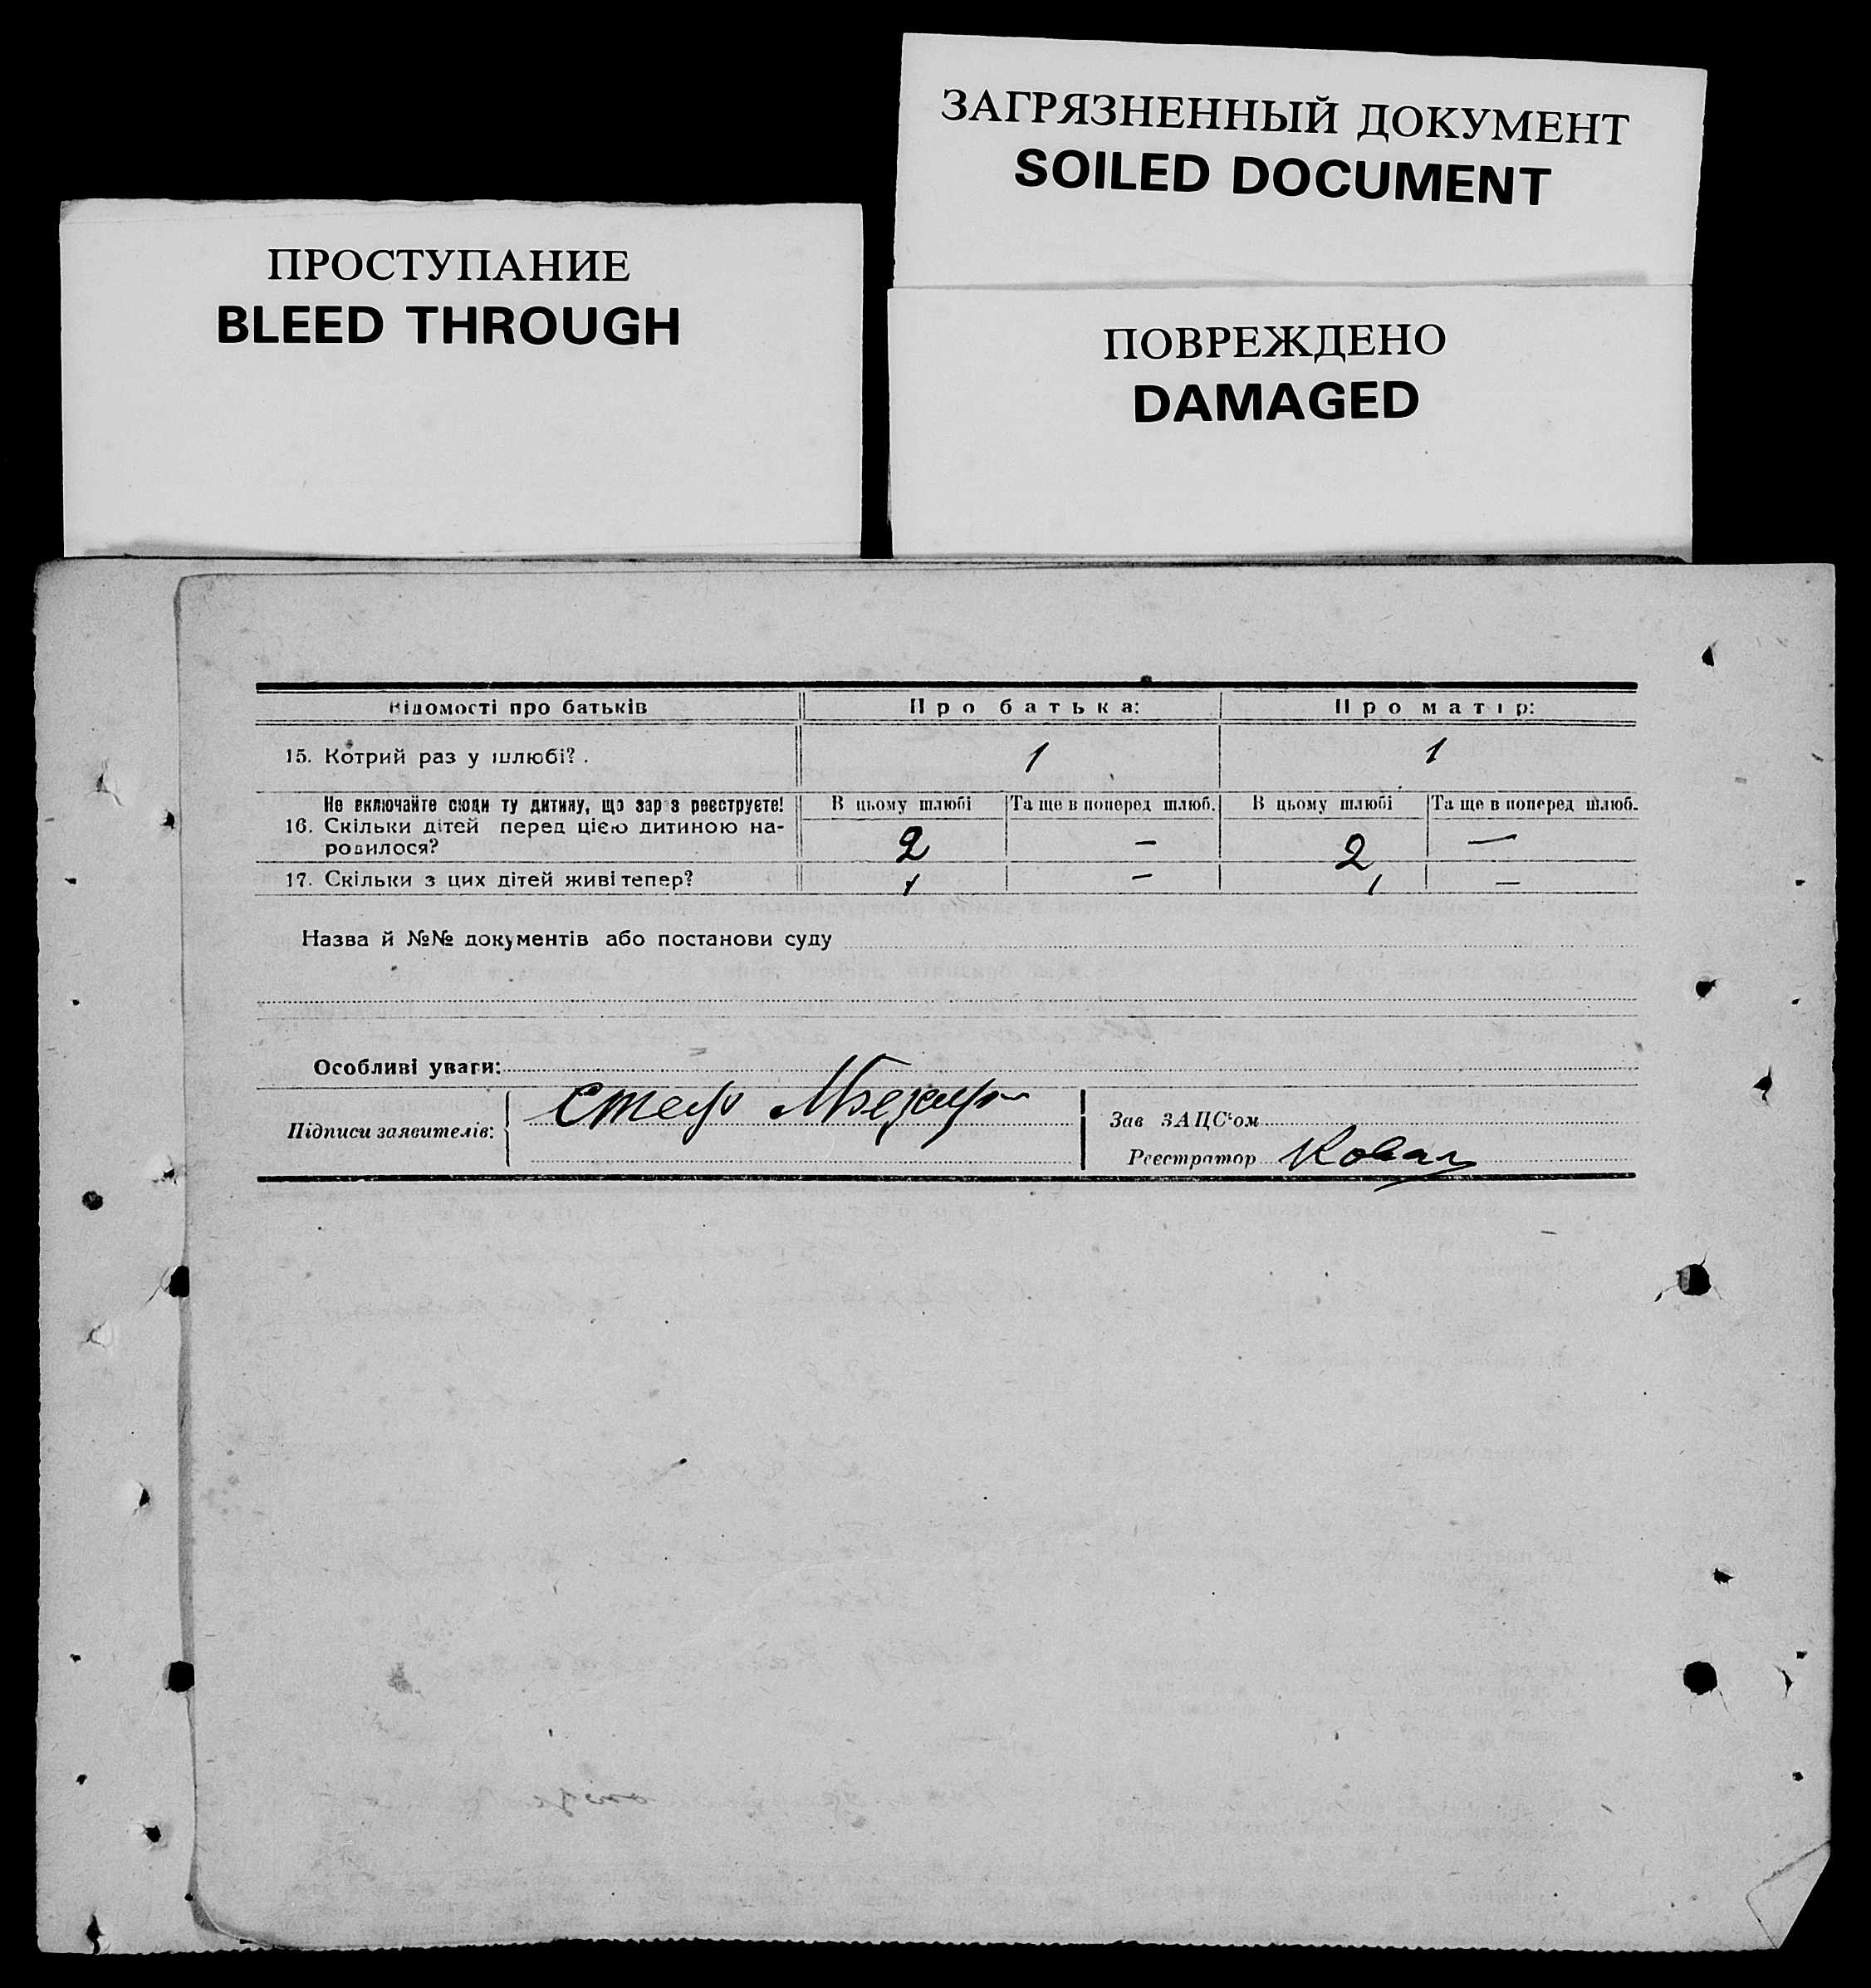 ЗАГРЯЗНЕННЫЙ ДОКУМЕНТ
SOILED DOCUMENT
ПРОСТУПАНИЕ
BLEED THROUGH
ПОВРЕЖДЕНО
DAMAGED
Відомості про батьків Про батька: Про матір:
15. Котрий раз у шлюбі? . 1 1
Не включайте сюди ту дитину, що зараз реєструєте! В цьому шлюбі Та ще в поперед шлюб. В цьому шлюбі Та ще в поперед шлюб.
16. Скільки дітей перед цією дитиною на-
родилося? 2 — 2 —
17. Скільки з цих дітей живі тепер? 1 — 1 —
Назва й №№ документів або постанови суду
Особливі уваги:
Підписи заявителів:
Зав ЗАЦС'ом
Реєстратор Ковал